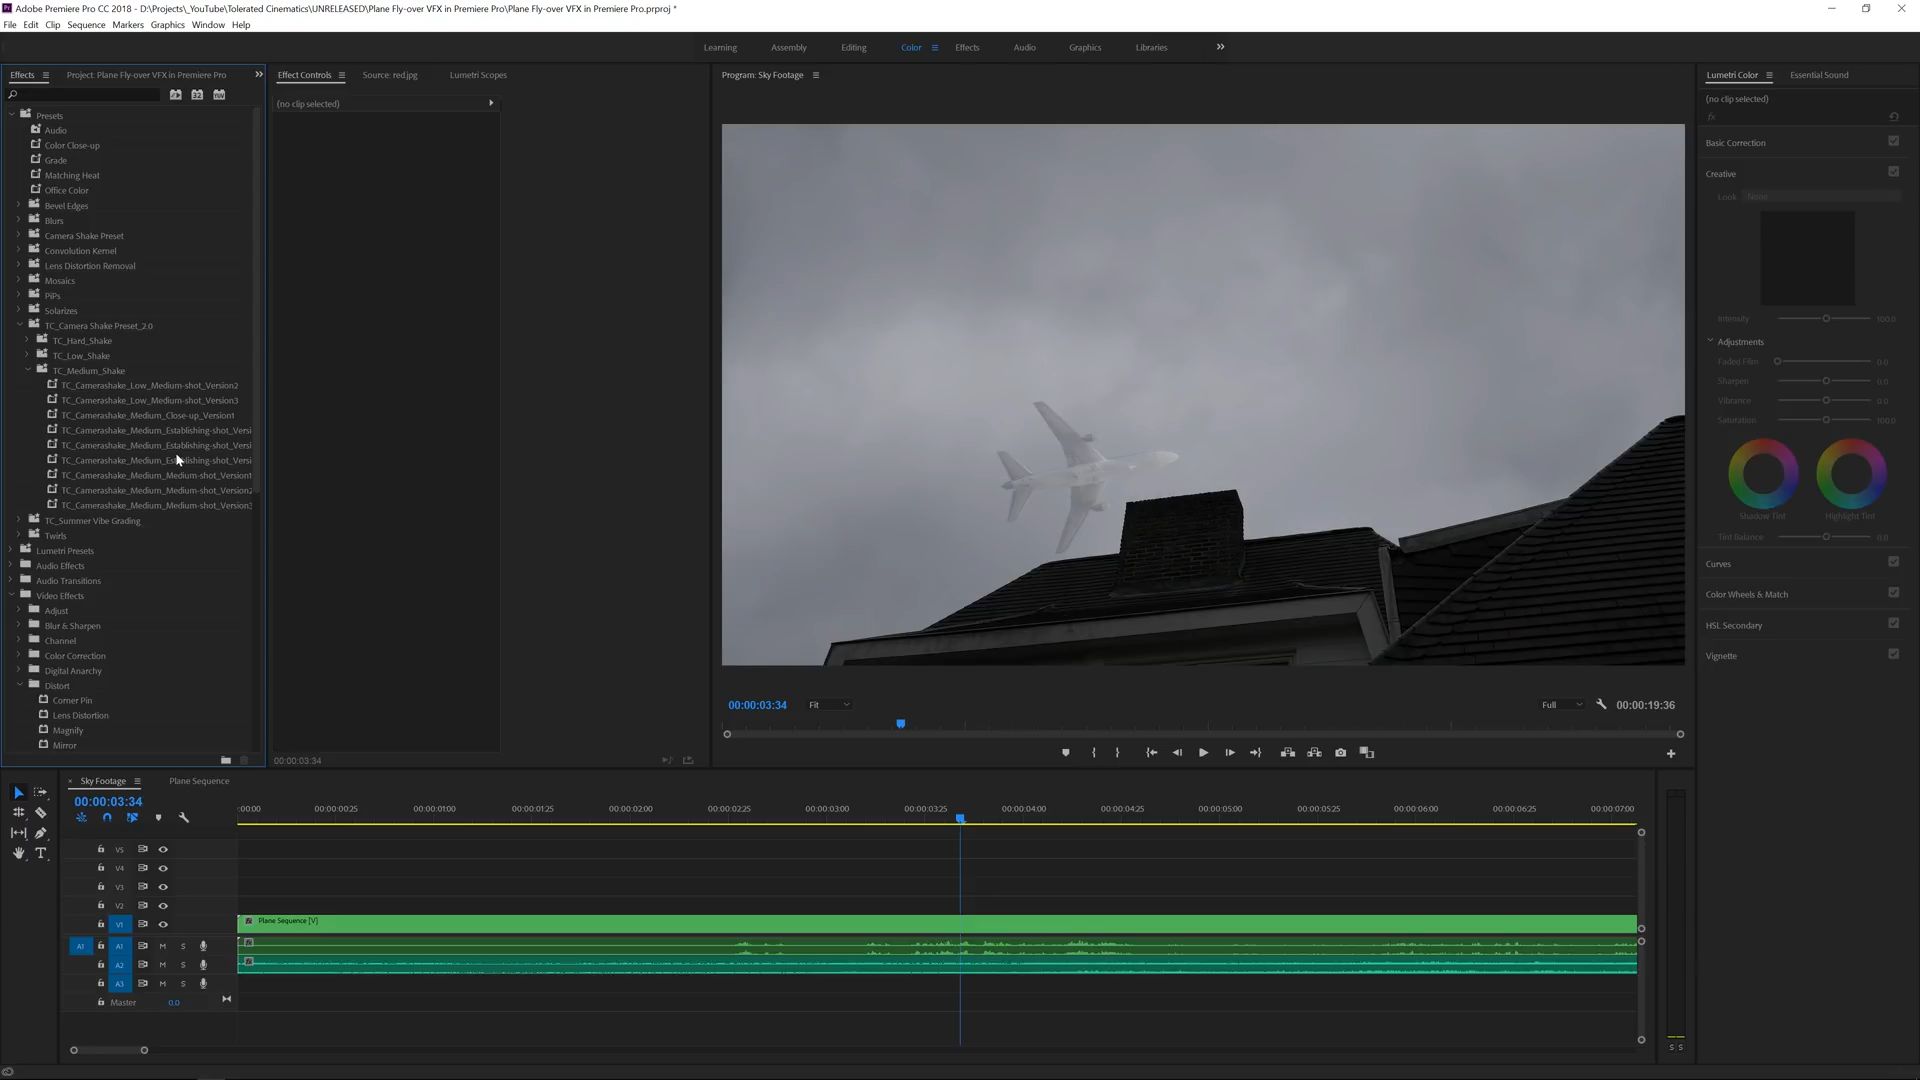 Adobe Premiere Pro CC 2018 - D:\Projects\_YouTube\Tolerated Cinematics\UNRELEASED\Plane Fly-over VFX in Premiere Pro\Plane Fly-over VFX in Premiere Pro.prproj *
File Edit Clip Sequence Markers Graphics Window Help
Learning Assembly Editing Color Effects Audio Graphics Libraries
Effects Project: Plane Fly-over VFX in Premiere Pro
Presets
Audio
Color Close-up
Grade
Matching Heat
Office Color
Bevel Edges
Blurs
Camera Shake Preset
Convolution Kernel
Lens Distortion Removal
Mosaics
PiPs
Solarizes
TC_Camera Shake Preset_2.0
TC_Hard_Shake
TC_Low_Shake
TC_Medium_Shake
TC_Camerashake_Low_Medium-shot_Version2
TC_Camerashake_Low_Medium-shot_Version3
TC_Camerashake_Medium_Close-up_Version1
TC_Camerashake_Medium_Establishing-shot_Versi
TC_Camerashake_Medium_Establishing-shot_Versi
TC_Camerashake_Medium_Establishing-shot_Versi
TC_Camerashake_Medium_Medium-shot_Version1
TC_Camerashake_Medium_Medium-shot_Version2
TC_Camerashake_Medium_Medium-shot_Version3
TC_Summer Vibe Grading
Twirls
Lumetri Presets
Audio Effects
Audio Transitions
Video Effects
Adjust
Blur & Sharpen
Channel
Color Correction
Digital Anarchy
Distort
Corner Pin
Lens Distortion
Magnify
Mirror
Effect Controls Source: red.jpg Lumetri Scopes
(no clip selected)
00:00:03:34
Program: Sky Footage
00:00:03:34 Fit Full 00:00:19:36
Lumetri Color Essential Sound
(no clip selected)
fx
Basic Correction
Creative
Look None
Intensity 100.0
Adjustments
Faded Film 0.0
Sharpen 0.0
Vibrance 0.0
Saturation 100.0
Shadow Tint Highlight Tint
Tint Balance 0.0
Curves
Color Wheels & Match
HSL Secondary
Vignette
Sky Footage Plane Sequence
00:00:03:34
:00:00 00:00:00:25 00:00:01:00 00:00:01:25 00:00:02:00 00:00:02:25 00:00:03:00 00:00:03:25 00:00:04:00 00:00:04:25 00:00:05:00 00:00:05:25 00:00:06:00 00:00:06:25 00:00:07:00
V5
V4
V3
V2
V1 Plane Sequence [V]
A1 A1 M S
A2 M S
A3 M S
Master 0.0
S S